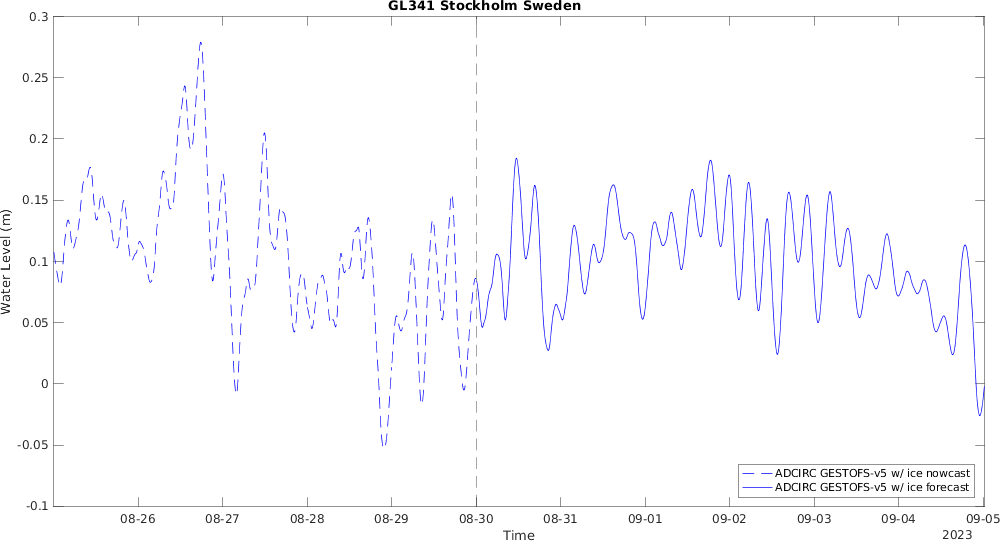 GL341 Stockholm Sweden
0.3
0.25
0.2
0.15
0.1
0.05
0
-0.05
-0.1
Water Level (m)
ADCIRC GESTOFS-v5 w/ ice nowcast
ADCIRC GESTOFS-v5 w/ ice forecast
08-26 08-27 08-28 08-29 08-30 08-31 09-01 09-02 09-03 09-04 09-05
Time
2023